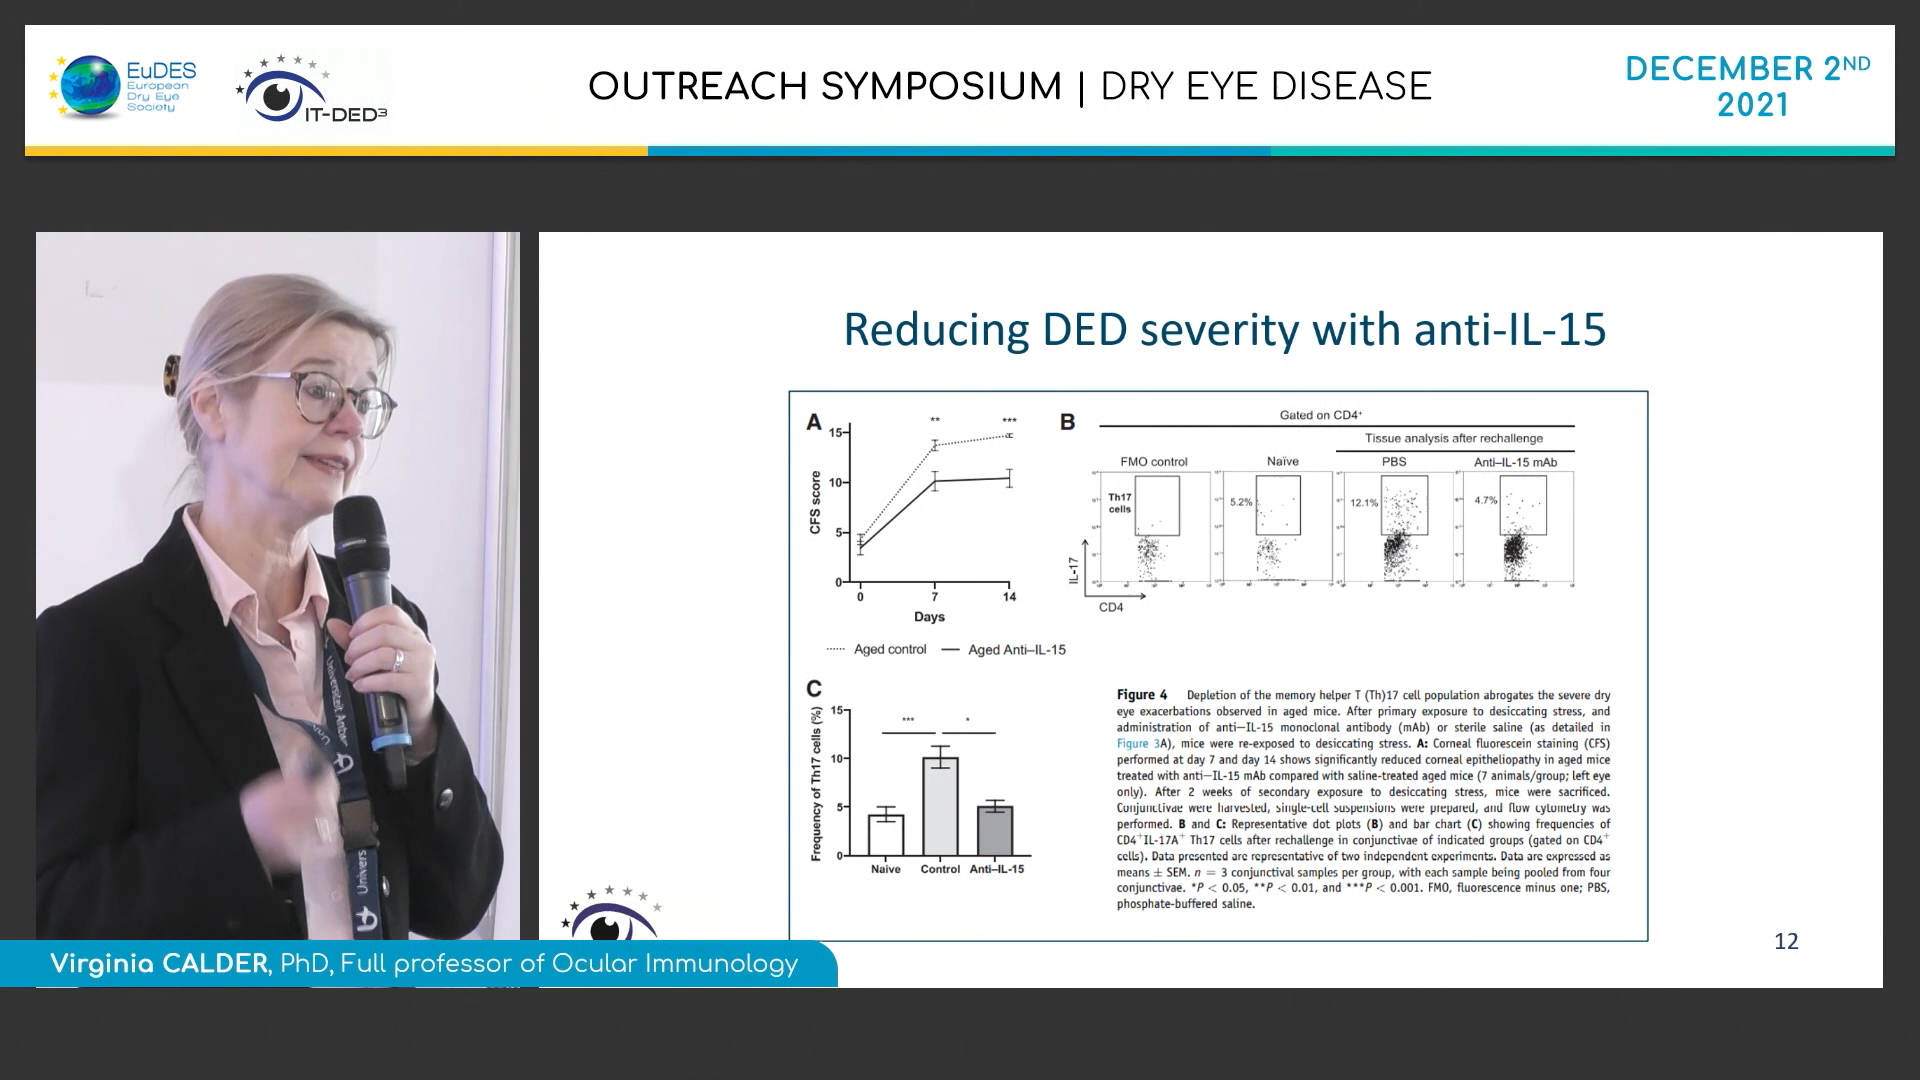 EuDES
European
Dry Eye
Society
IT-DED³
OUTREACH SYMPOSIUM | DRY EYE DISEASE
DECEMBER 2ND
2021
Reducing DED severity with anti-IL-15
A
CFS score
15
10
5
0
** ***
0 7 14
Days
Aged control Aged Anti–IL-15
B
Gated on CD4⁺
Tissue analysis after rechallenge
FMO control Naïve PBS Anti–IL-15 mAb
Th17
cells
5.2% 12.1% 4.7%
IL-17
CD4
C
Frequency of Th17 cells (%)
15
10
5
0
*** *
Naive Control Anti–IL-15
Figure 4 Depletion of the memory helper T (Th)17 cell population abrogates the severe dry
eye exacerbations observed in aged mice. After primary exposure to desiccating stress, and
administration of anti–IL-15 monoclonal antibody (mAb) or sterile saline (as detailed in
Figure 3A), mice were re-exposed to desiccating stress. A: Corneal fluorescein staining (CFS)
performed at day 7 and day 14 shows significantly reduced corneal epitheliopathy in aged mice
treated with anti–IL-15 mAb compared with saline-treated aged mice (7 animals/group; left eye
only). After 2 weeks of secondary exposure to desiccating stress, mice were sacrificed.
Conjunctivae were harvested, single-cell suspensions were prepared, and flow cytometry was
performed. B and C: Representative dot plots (B) and bar chart (C) showing frequencies of
CD4⁺IL-17A⁺ Th17 cells after rechallenge in conjunctivae of indicated groups (gated on CD4⁺
cells). Data presented are representative of two independent experiments. Data are expressed as
means ± SEM. n = 3 conjunctival samples per group, with each sample being pooled from four
conjunctivae. *P < 0.05, **P < 0.01, and ***P < 0.001. FMO, fluorescence minus one; PBS,
phosphate-buffered saline.
12
Universiteit Antwer
Univers
Virginia CALDER, PhD, Full professor of Ocular Immunology